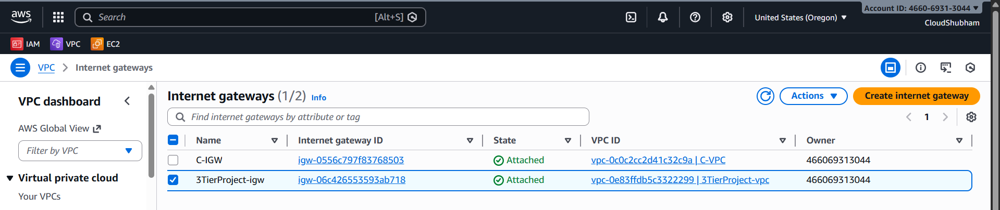 aws
Search [Alt+S]
United States (Oregon)
Account ID: 4660-6931-3044
CloudShubham
IAM VPC EC2
VPC Internet gateways
VPC dashboard
AWS Global View
Filter by VPC
Virtual private cloud
Your VPCs
Internet gateways (1/2) Info
Actions
Create internet gateway
Find internet gateways by attribute or tag
1
Name Internet gateway ID State VPC ID Owner
C-IGW igw-0556c797f83768503 Attached vpc-0c0c2cc2d41c32c9a | C-VPC 466069313044
3TierProject-igw igw-06c426553593ab718 Attached vpc-0e83ffdb5c3322299 | 3TierProject-vpc 466069313044